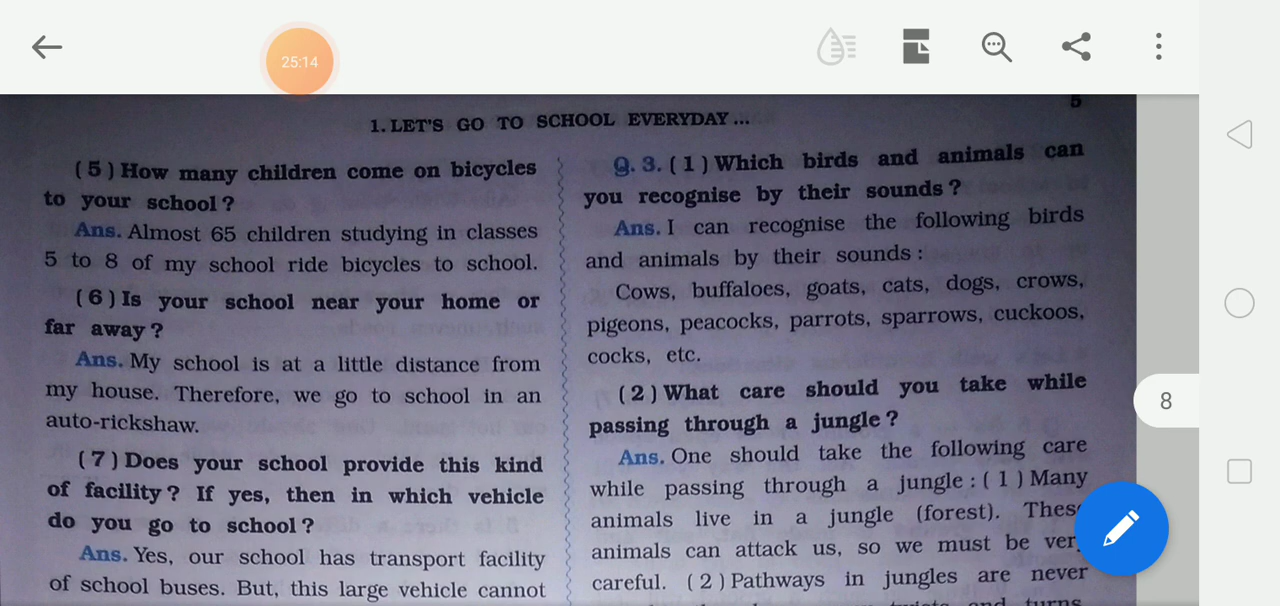 25:14
5
1. LET'S GO TO SCHOOL EVERYDAY ...
( 5 ) How many children come on bicycles
to your school ?
Ans. Almost 65 children studying in classes
5 to 8 of my school ride bicycles to school.
( 6 ) Is your school near your home or
far away ?
Ans. My school is at a little distance from
my house. Therefore, we go to school in an
auto-rickshaw.
( 7 ) Does your school provide this kind
of facility ? If yes, then in which vehicle
do you go to school ?
Ans. Yes, our school has transport facility
of school buses. But, this large vehicle cannot
Q. 3. ( 1 ) Which birds and animals can
you recognise by their sounds ?
Ans. I can recognise the following birds
and animals by their sounds :
Cows, buffaloes, goats, cats, dogs, crows,
pigeons, peacocks, parrots, sparrows, cuckoos,
cocks, etc.
( 2 ) What care should you take while
passing through a jungle ?
Ans. One should take the following care
while passing through a jungle : ( 1 ) Many
animals live in a jungle (forest). These
animals can attack us, so we must be very
careful. ( 2 ) Pathways in jungles are never
and turns
8